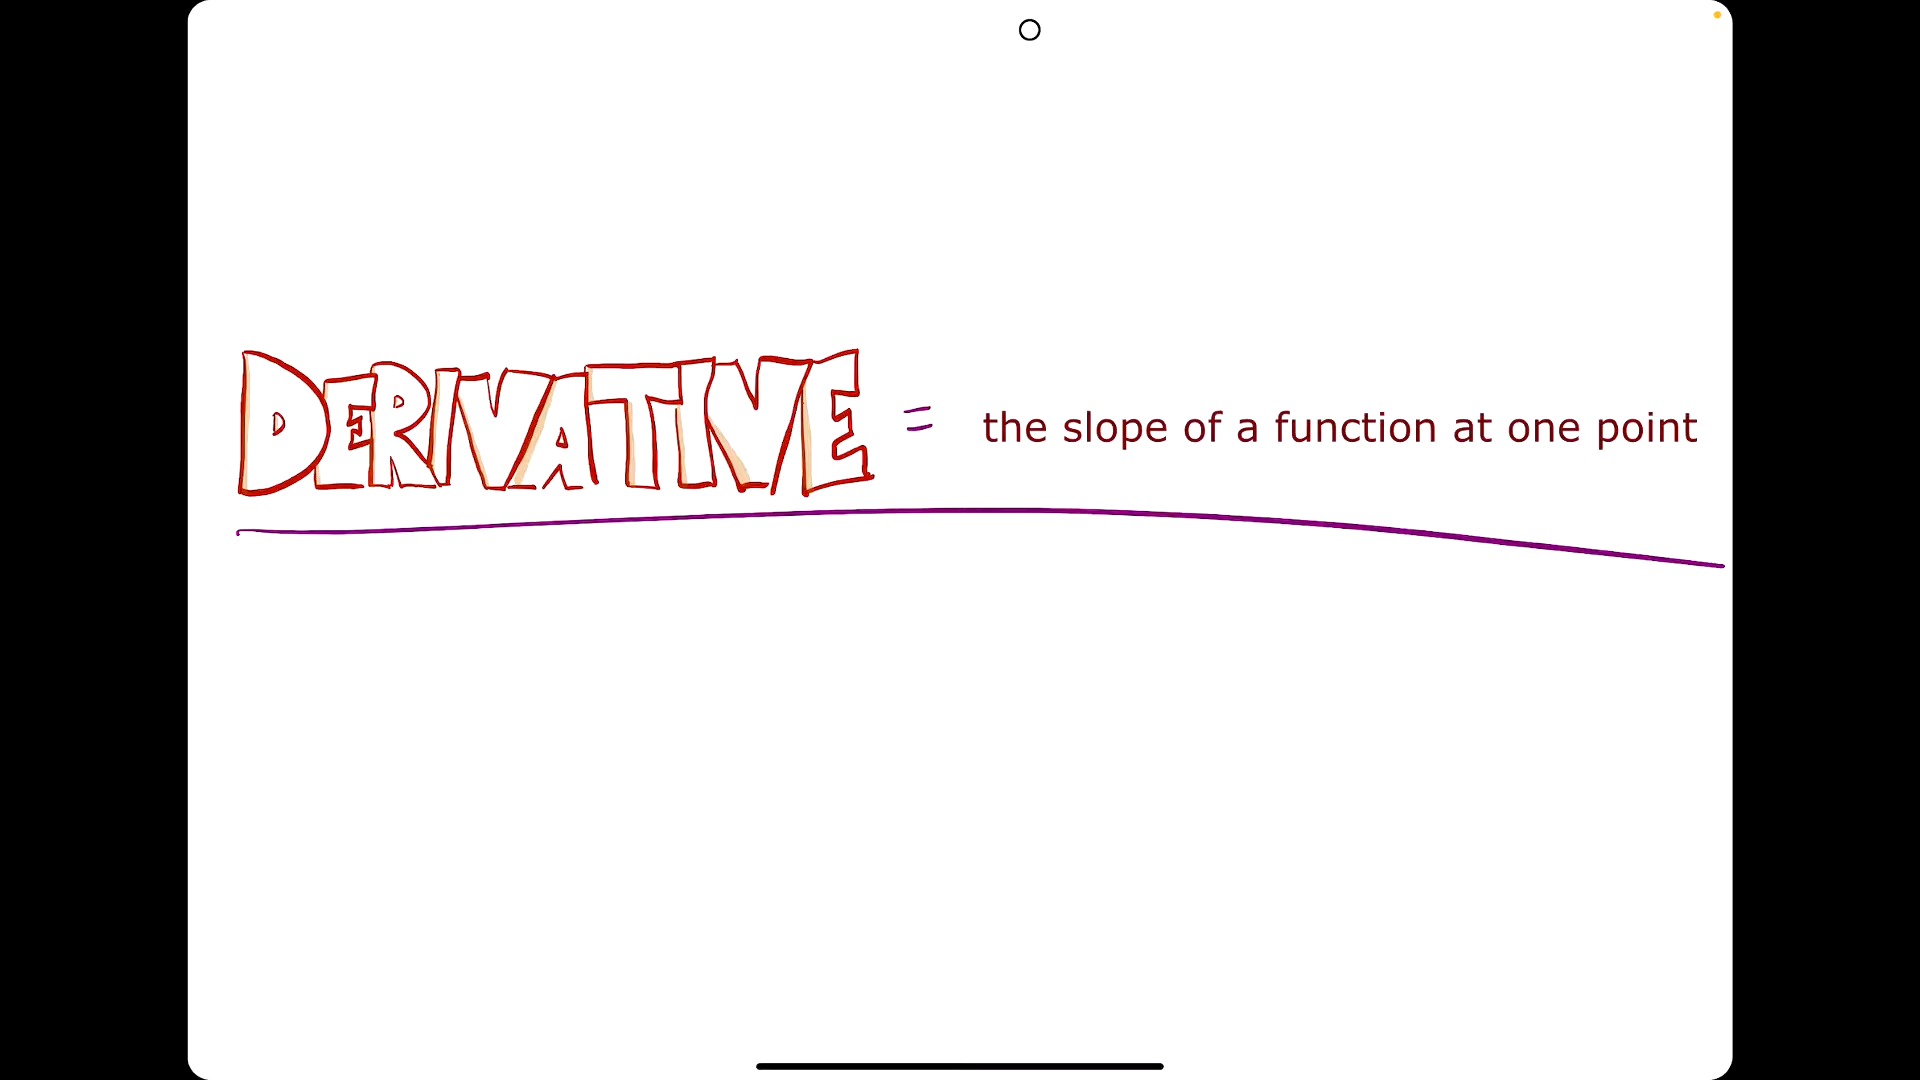 DERIVATIVE = the slope of a function at one point